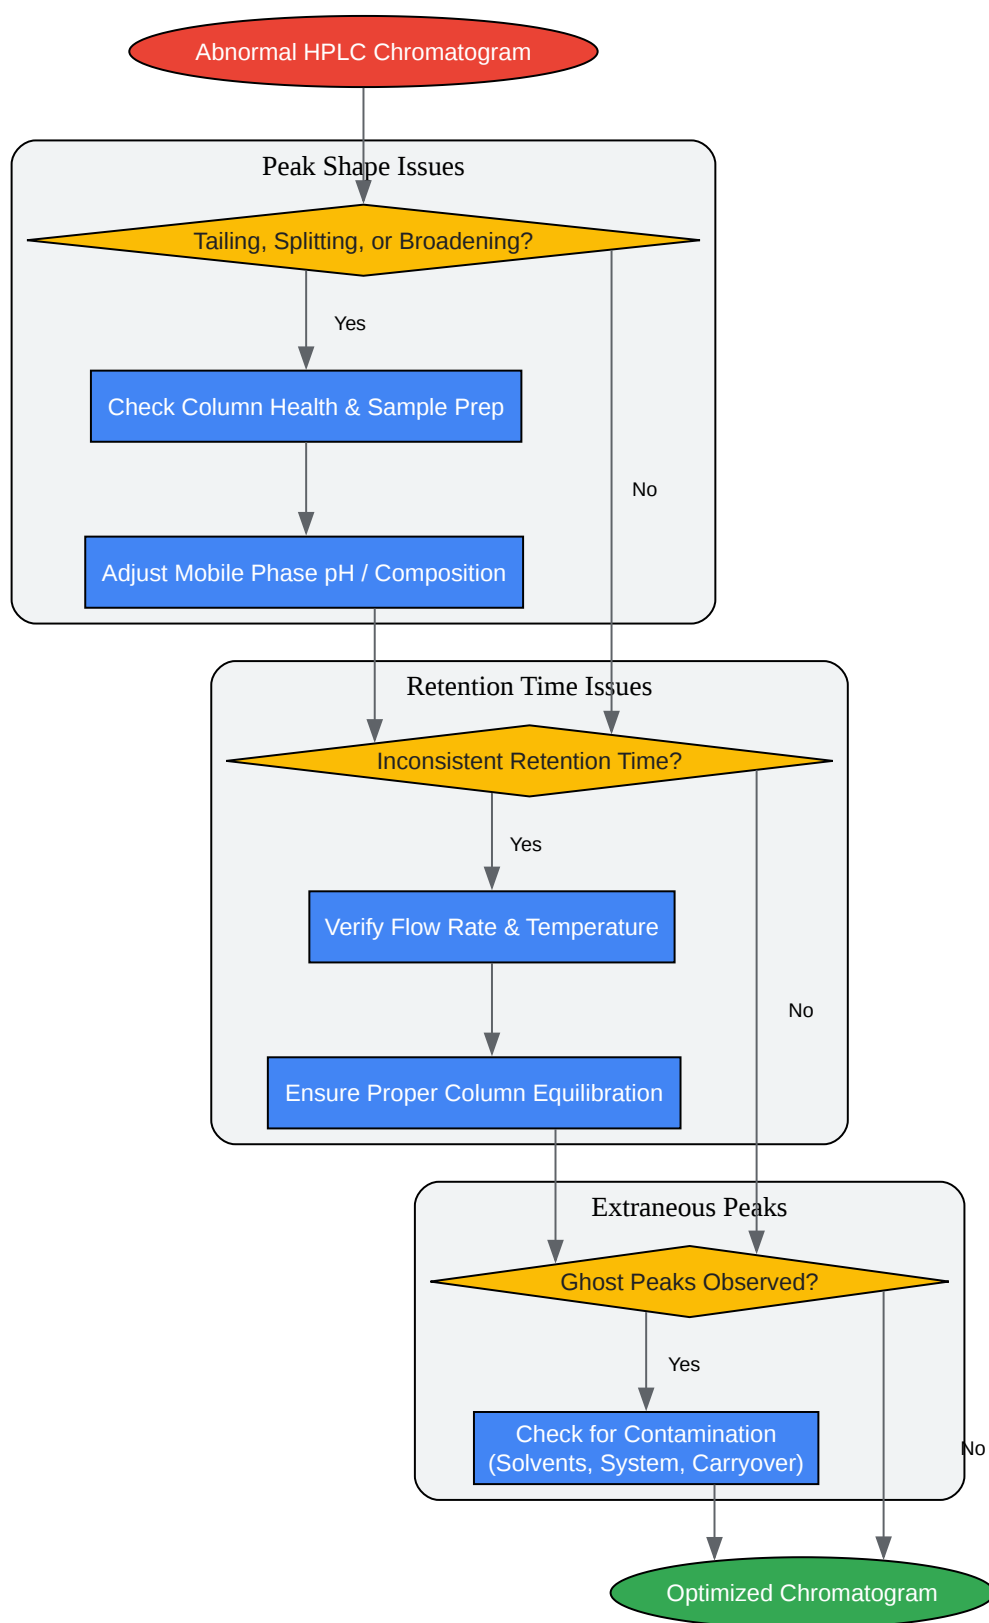 Abnormal HPLC Chromatogram
Peak Shape Issues
Tailing, Splitting, or Broadening?
Yes
Check Column Health & Sample Prep
No
Adjust Mobile Phase pH / Composition
Retention Time Issues
Inconsistent Retention Time?
Yes
Verify Flow Rate & Temperature
No
Ensure Proper Column Equilibration
Extraneous Peaks
Ghost Peaks Observed?
Yes
Check for Contamination
(Solvents, System, Carryover)
No
Optimized Chromatogram